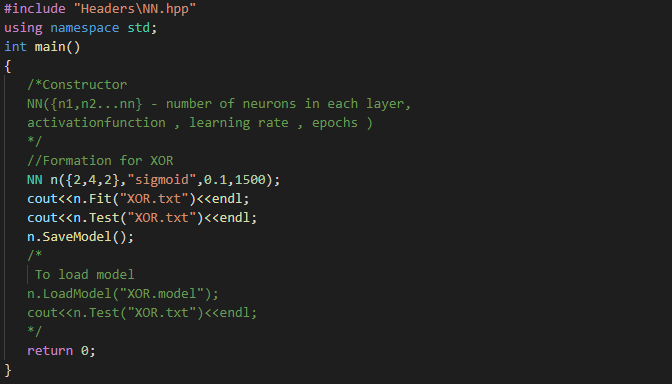 #include "Headers\NN.hpp"
using namespace std;
int main()
{
/*Constructor
NN({n1,n2...nn} - number of neurons in each layer,
activationfunction , learning rate , epochs )
*/
//Formation for XOR
NN n({2,4,2},"sigmoid",0.1,1500);
cout<<n.Fit("XOR.txt")<<endl;
cout<<n.Test("XOR.txt")<<endl;
n.SaveModel();
/*
To load model
n.LoadModel("XOR.model");
cout<<n.Test("XOR.txt")<<endl;
*/
return 0;
}